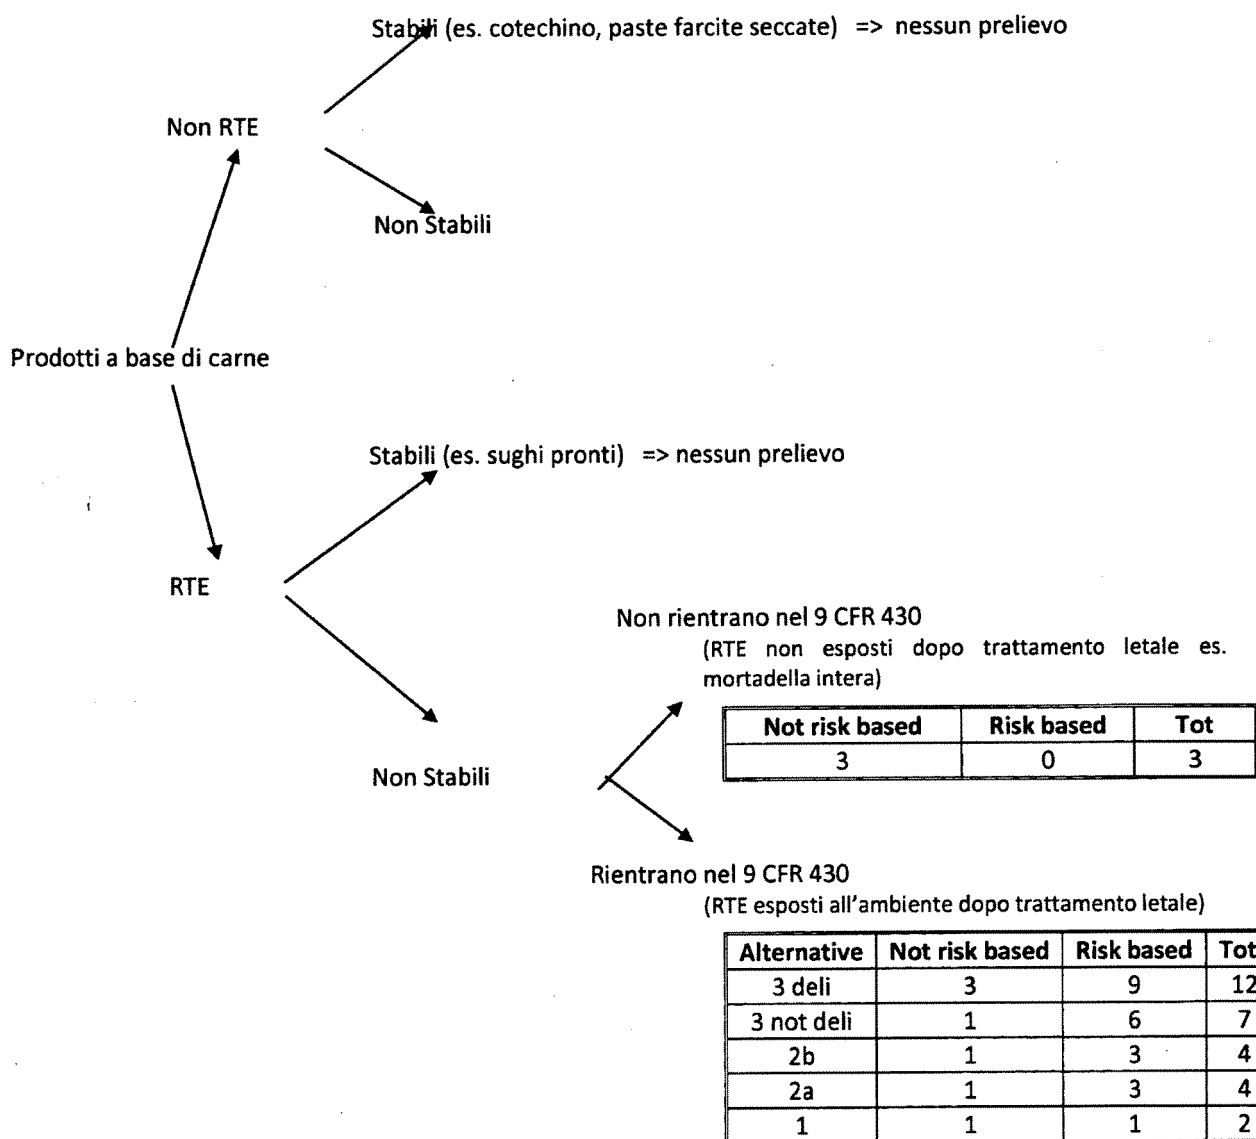 Stabili (es. cotechino, paste farcite seccate) => nessun prelievo
Non RTE
Non Stabili
Prodotti a base di carne
Stabili (es. sughi pronti) => nessun prelievo
RTE
Non rientrano nel 9 CFR 430
(RTE non esposti dopo trattamento letale es.
mortadella intera)
Not risk based Risk based Tot
3 0 3
Non Stabili
Rientrano nel 9 CFR 430
(RTE esposti all'ambiente dopo trattamento letale)
Alternative Not risk based Risk based Tot
3 deli 3 9 12
3 not deli 1 6 7
2b 1 3 4
2a 1 3 4
1 1 1 2